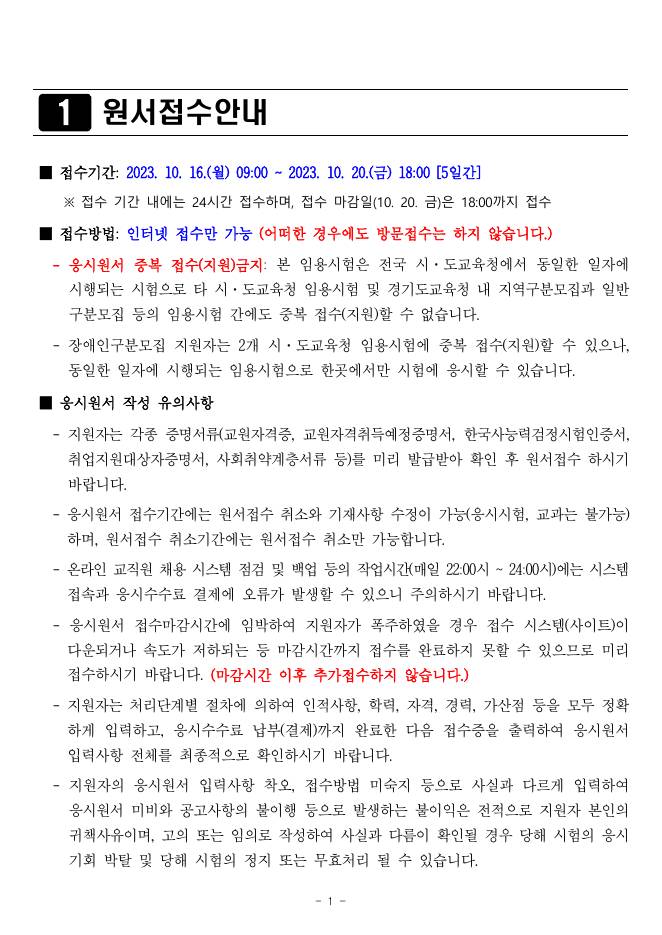 1 원서접수안내
■ 접수기간: 2023. 10. 16.(월) 09:00 ~ 2023. 10. 20.(금) 18:00 [5일간]
※ 접수 기간 내에는 24시간 접수하며, 접수 마감일(10. 20. 금)은 18:00까지 접수
■ 접수방법: 인터넷 접수만 가능 (어떠한 경우에도 방문접수는 하지 않습니다.)
- 응시원서 중복 접수(지원)금지: 본 임용시험은 전국 시・도교육청에서 동일한 일자에
시행되는 시험으로 타 시・도교육청 임용시험 및 경기도교육청 내 지역구분모집과 일반
구분모집 등의 임용시험 간에도 중복 접수(지원)할 수 없습니다.
- 장애인구분모집 지원자는 2개 시・도교육청 임용시험에 중복 접수(지원)할 수 있으나,
동일한 일자에 시행되는 임용시험으로 한곳에서만 시험에 응시할 수 있습니다.
■ 응시원서 작성 유의사항
- 지원자는 각종 증명서류(교원자격증, 교원자격취득예정증명서, 한국사능력검정시험인증서,
취업지원대상자증명서, 사회취약계층서류 등)를 미리 발급받아 확인 후 원서접수 하시기
바랍니다.
- 응시원서 접수기간에는 원서접수 취소와 기재사항 수정이 가능(응시시험, 교과는 불가능)
하며, 원서접수 취소기간에는 원서접수 취소만 가능합니다.
- 온라인 교직원 채용 시스템 점검 및 백업 등의 작업시간(매일 22:00시 ~ 24:00시)에는 시스템
접속과 응시수수료 결제에 오류가 발생할 수 있으니 주의하시기 바랍니다.
- 응시원서 접수마감시간에 임박하여 지원자가 폭주하였을 경우 접수 시스템(사이트)이
다운되거나 속도가 저하되는 등 마감시간까지 접수를 완료하지 못할 수 있으므로 미리
접수하시기 바랍니다. (마감시간 이후 추가접수하지 않습니다.)
- 지원자는 처리단계별 절차에 의하여 인적사항, 학력, 자격, 경력, 가산점 등을 모두 정확
하게 입력하고, 응시수수료 납부(결제)까지 완료한 다음 접수증을 출력하여 응시원서
입력사항 전체를 최종적으로 확인하시기 바랍니다.
- 지원자의 응시원서 입력사항 착오, 접수방법 미숙지 등으로 사실과 다르게 입력하여
응시원서 미비와 공고사항의 불이행 등으로 발생하는 불이익은 전적으로 지원자 본인의
귀책사유이며, 고의 또는 임의로 작성하여 사실과 다름이 확인될 경우 당해 시험의 응시
기회 박탈 및 당해 시험의 정지 또는 무효처리 될 수 있습니다.
- 1 -